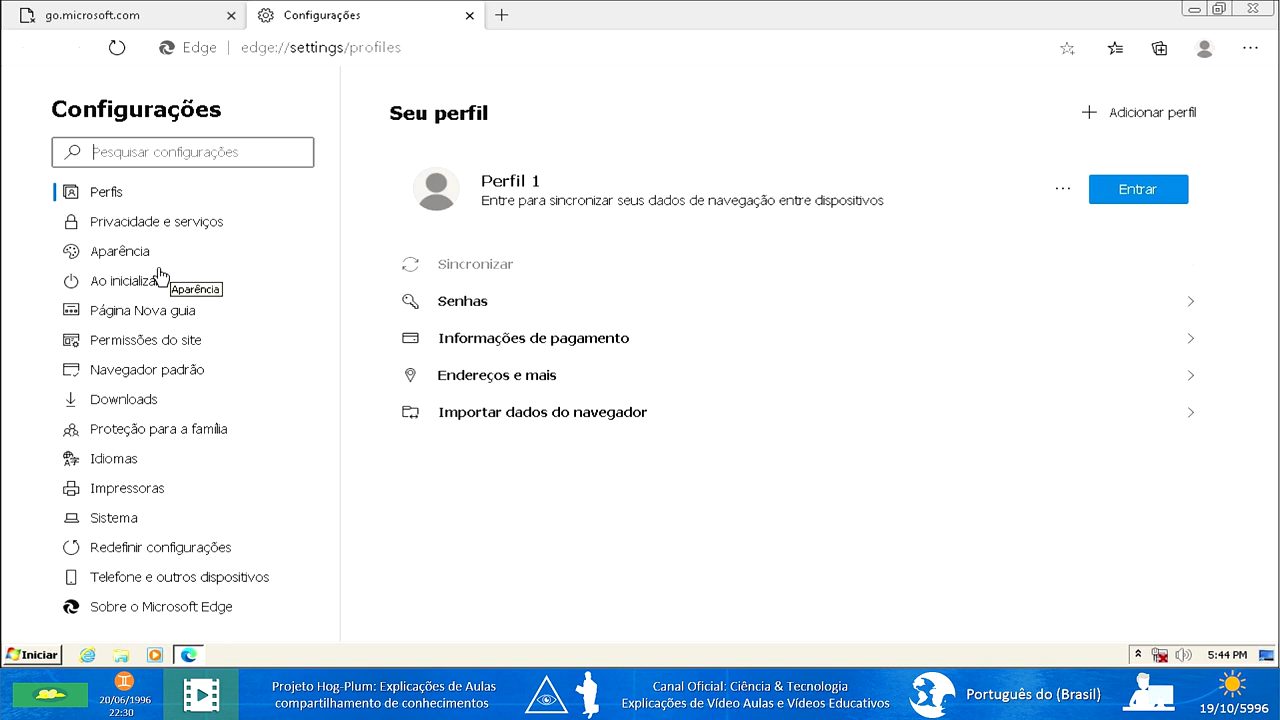 go.microsoft.com
Configurações
Edge
edge://settings/profiles
Configurações
Pesquisar configurações
Perfis
Privacidade e serviços
Aparência
Ao inicializa
Aparência
Página Nova guia
Permissões do site
Navegador padrão
Downloads
Proteção para a família
Idiomas
Impressoras
Sistema
Redefinir configurações
Telefone e outros dispositivos
Sobre o Microsoft Edge
Seu perfil
Adicionar perfil
Perfil 1
Entre para sincronizar seus dados de navegação entre dispositivos
Entrar
Sincronizar
Senhas
Informações de pagamento
Endereços e mais
Importar dados do navegador
Iniciar
5:44 PM
20/06/1996
22:30
Projeto Hog-Plum: Explicações de Aulas
compartilhamento de conhecimentos
Canal Oficial: Ciência & Tecnologia
Explicações de Vídeo Aulas e Vídeos Educativos
Português do (Brasil)
19/10/5996